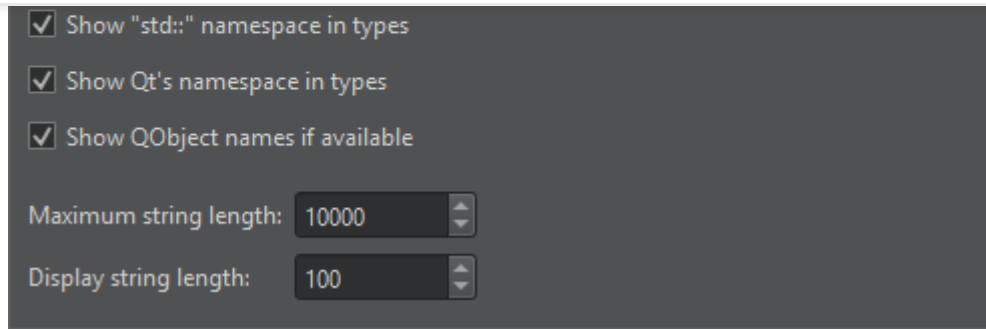 Show "std::" namespace in types
Show Qt's namespace in types
Show QObject names if available
Maximum string length: 10000
Display string length: 100